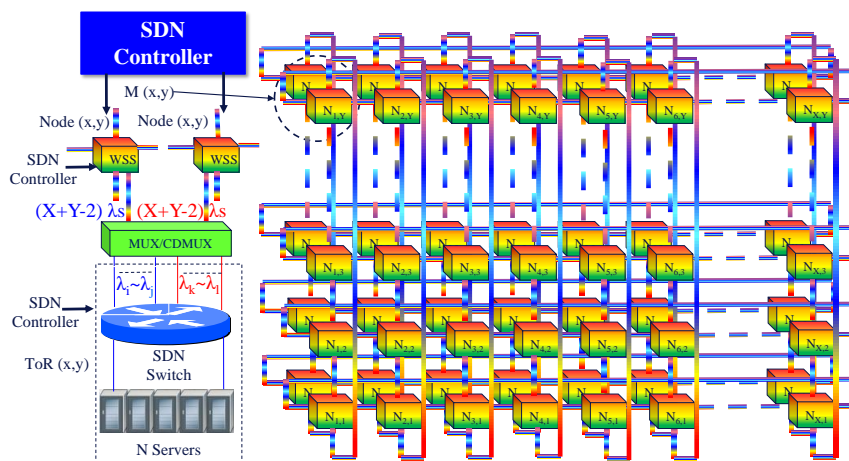 SDN
Controller
M (x,y)
Node (x,y)
Node (x,y)
WSS
WSS
SDN
Controller
(X+Y-2) λs
(X+Y-2) λs
MUX/CDMUX
λi~λj
λk~λl
SDN
Controller
SDN
Switch
ToR (x,y)
N Servers
N N N N N N N
N1,Y N2,Y N3,Y N4,Y N5,Y N6,Y NX,Y
N N N N N N N
N1,3 N2,3 N3,3 N4,3 N5,3 N6,3 NX,3
N N N N N N N
N1,2 N2,2 N3,2 N4,2 N5,2 N6,2 NX,2
N N N N N N N
N1,1 N2,1 N3,1 N4,1 N5,1 N6,1 NX,1